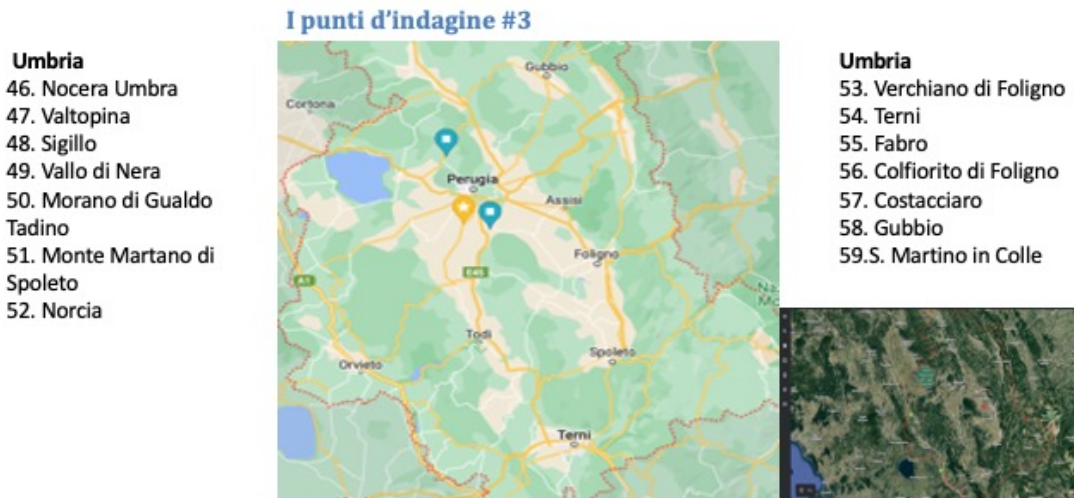 I punti d'indagine #3
Umbria
46. Nocera Umbra
47. Valtopina
48. Sigillo
49. Vallo di Nera
50. Morano di Gualdo
Tadino
51. Monte Martano di
Spoleto
52. Norcia
Gubbio
Cortona
Perugia
Assisi
Foligno
E45
A1
Todi
Orvieto
Spoleto
Terni
Umbria
53. Verchiano di Foligno
54. Terni
55. Fabro
56. Colfiorito di Foligno
57. Costacciaro
58. Gubbio
59.S. Martino in Colle